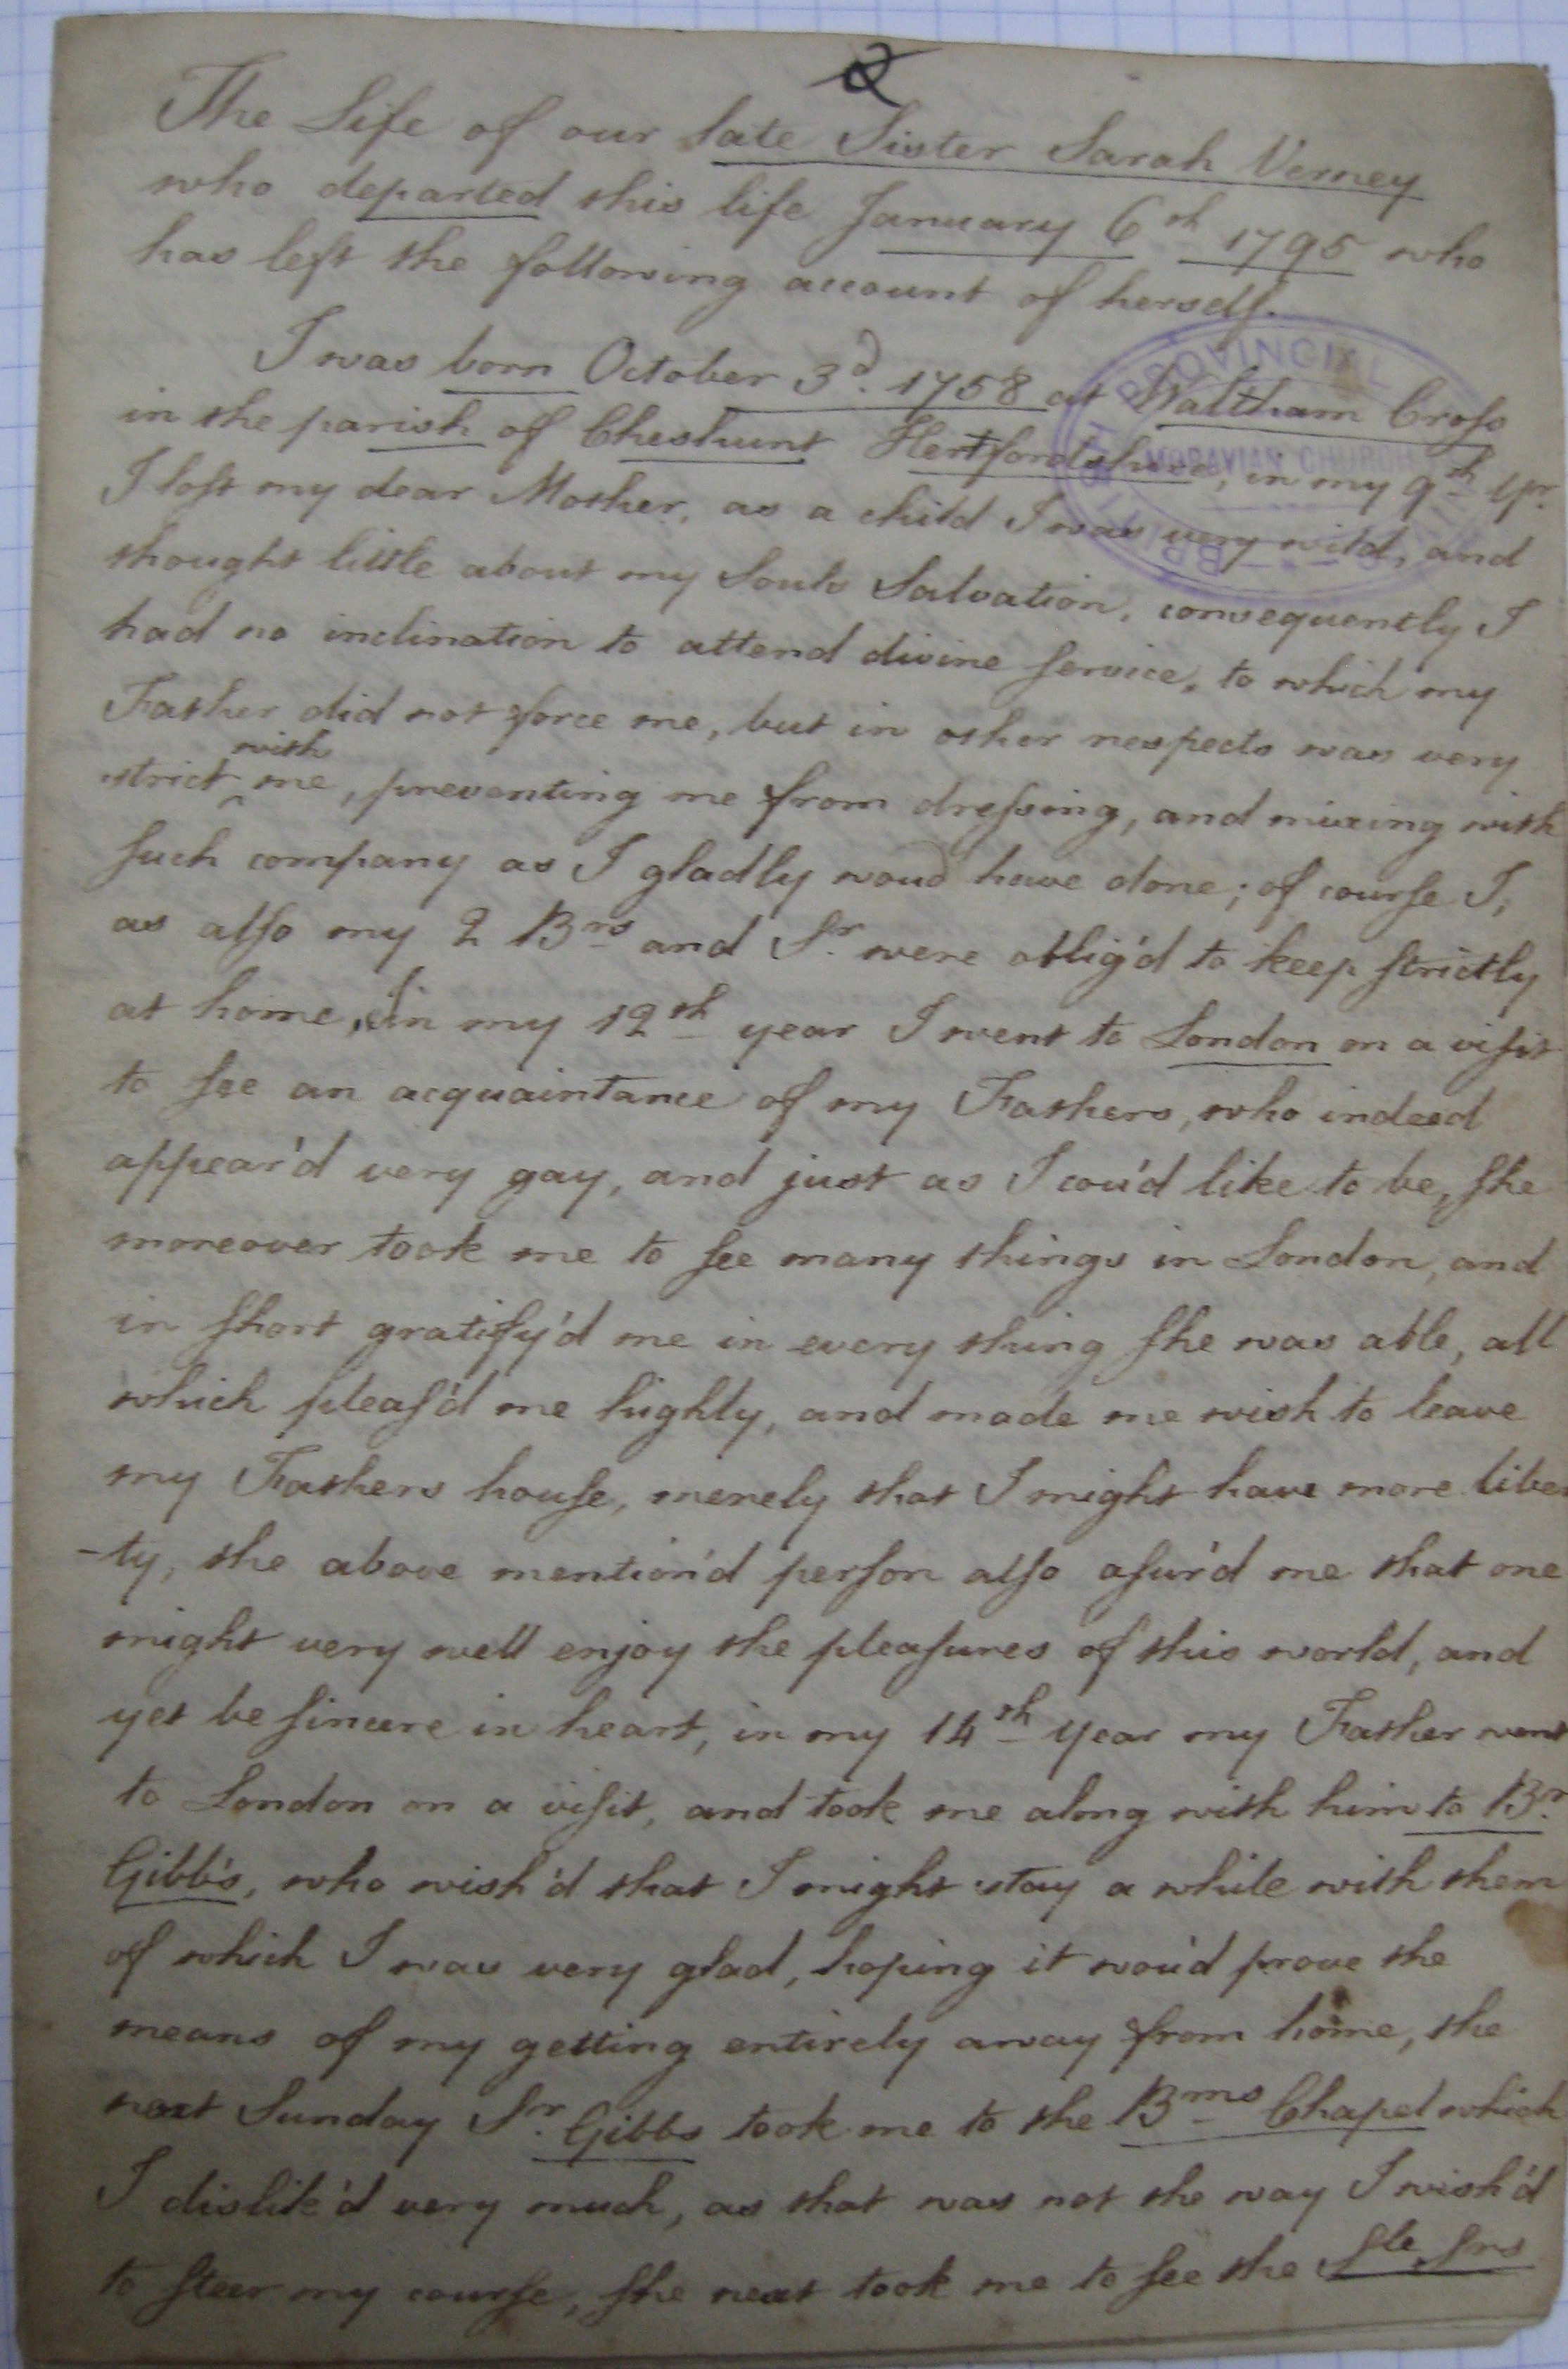 2
The Life of our late Sister Sarah Verney
who departed this life January 6th 1795 who
has left the following account of herself.
I was born October 3d. 1758 at Waltham Cross
in the parish of Cheshunt Hertfordshire, in my 9th Yr.
I lost my dear Mother, as a child I was very wild, and
thought little about my Souls Salvation, consequently I
had no inclination to attend divine Service, to which my
Father did not force me, but in other respects was very
strict with me, preventing me from dressing, and mixing with
such company as I gladly woud have done; of course I,
as also my 2 Brs and Sr. were oblig'd to keep strictly
at home, In my 12th year I went to London on a visit
to see an acquaintance of my Fathers, who indeed
appear'd very gay, and just as I cou'd like to be, She
moreover took me to see many things in London, and
in short gratify'd me in every thing she was able, all
which pleas'd me highly, and made me wish to leave
my Fathers house, merely that I might have more liber
-ty, the above mention'd person also asur'd me that one
might very well enjoy the pleasures of this world, and
yet be sincere in heart, in my 14th Year my Father went
to London on a visit, and took me along with him to Br.
Gibb's, who wish'd that I might stay a while with them
of which I was very glad, hoping it wou'd prove the
means of my getting entirely away from home, the
next Sunday Sr. Gibbs took me to the Brns Chapel which
I dislik'd very much, as that was not the way I wish'd
to steer my course, She next took me to see the Sle Srs
BRITISH PROVINCIAL
MORAVIAN CHURCH